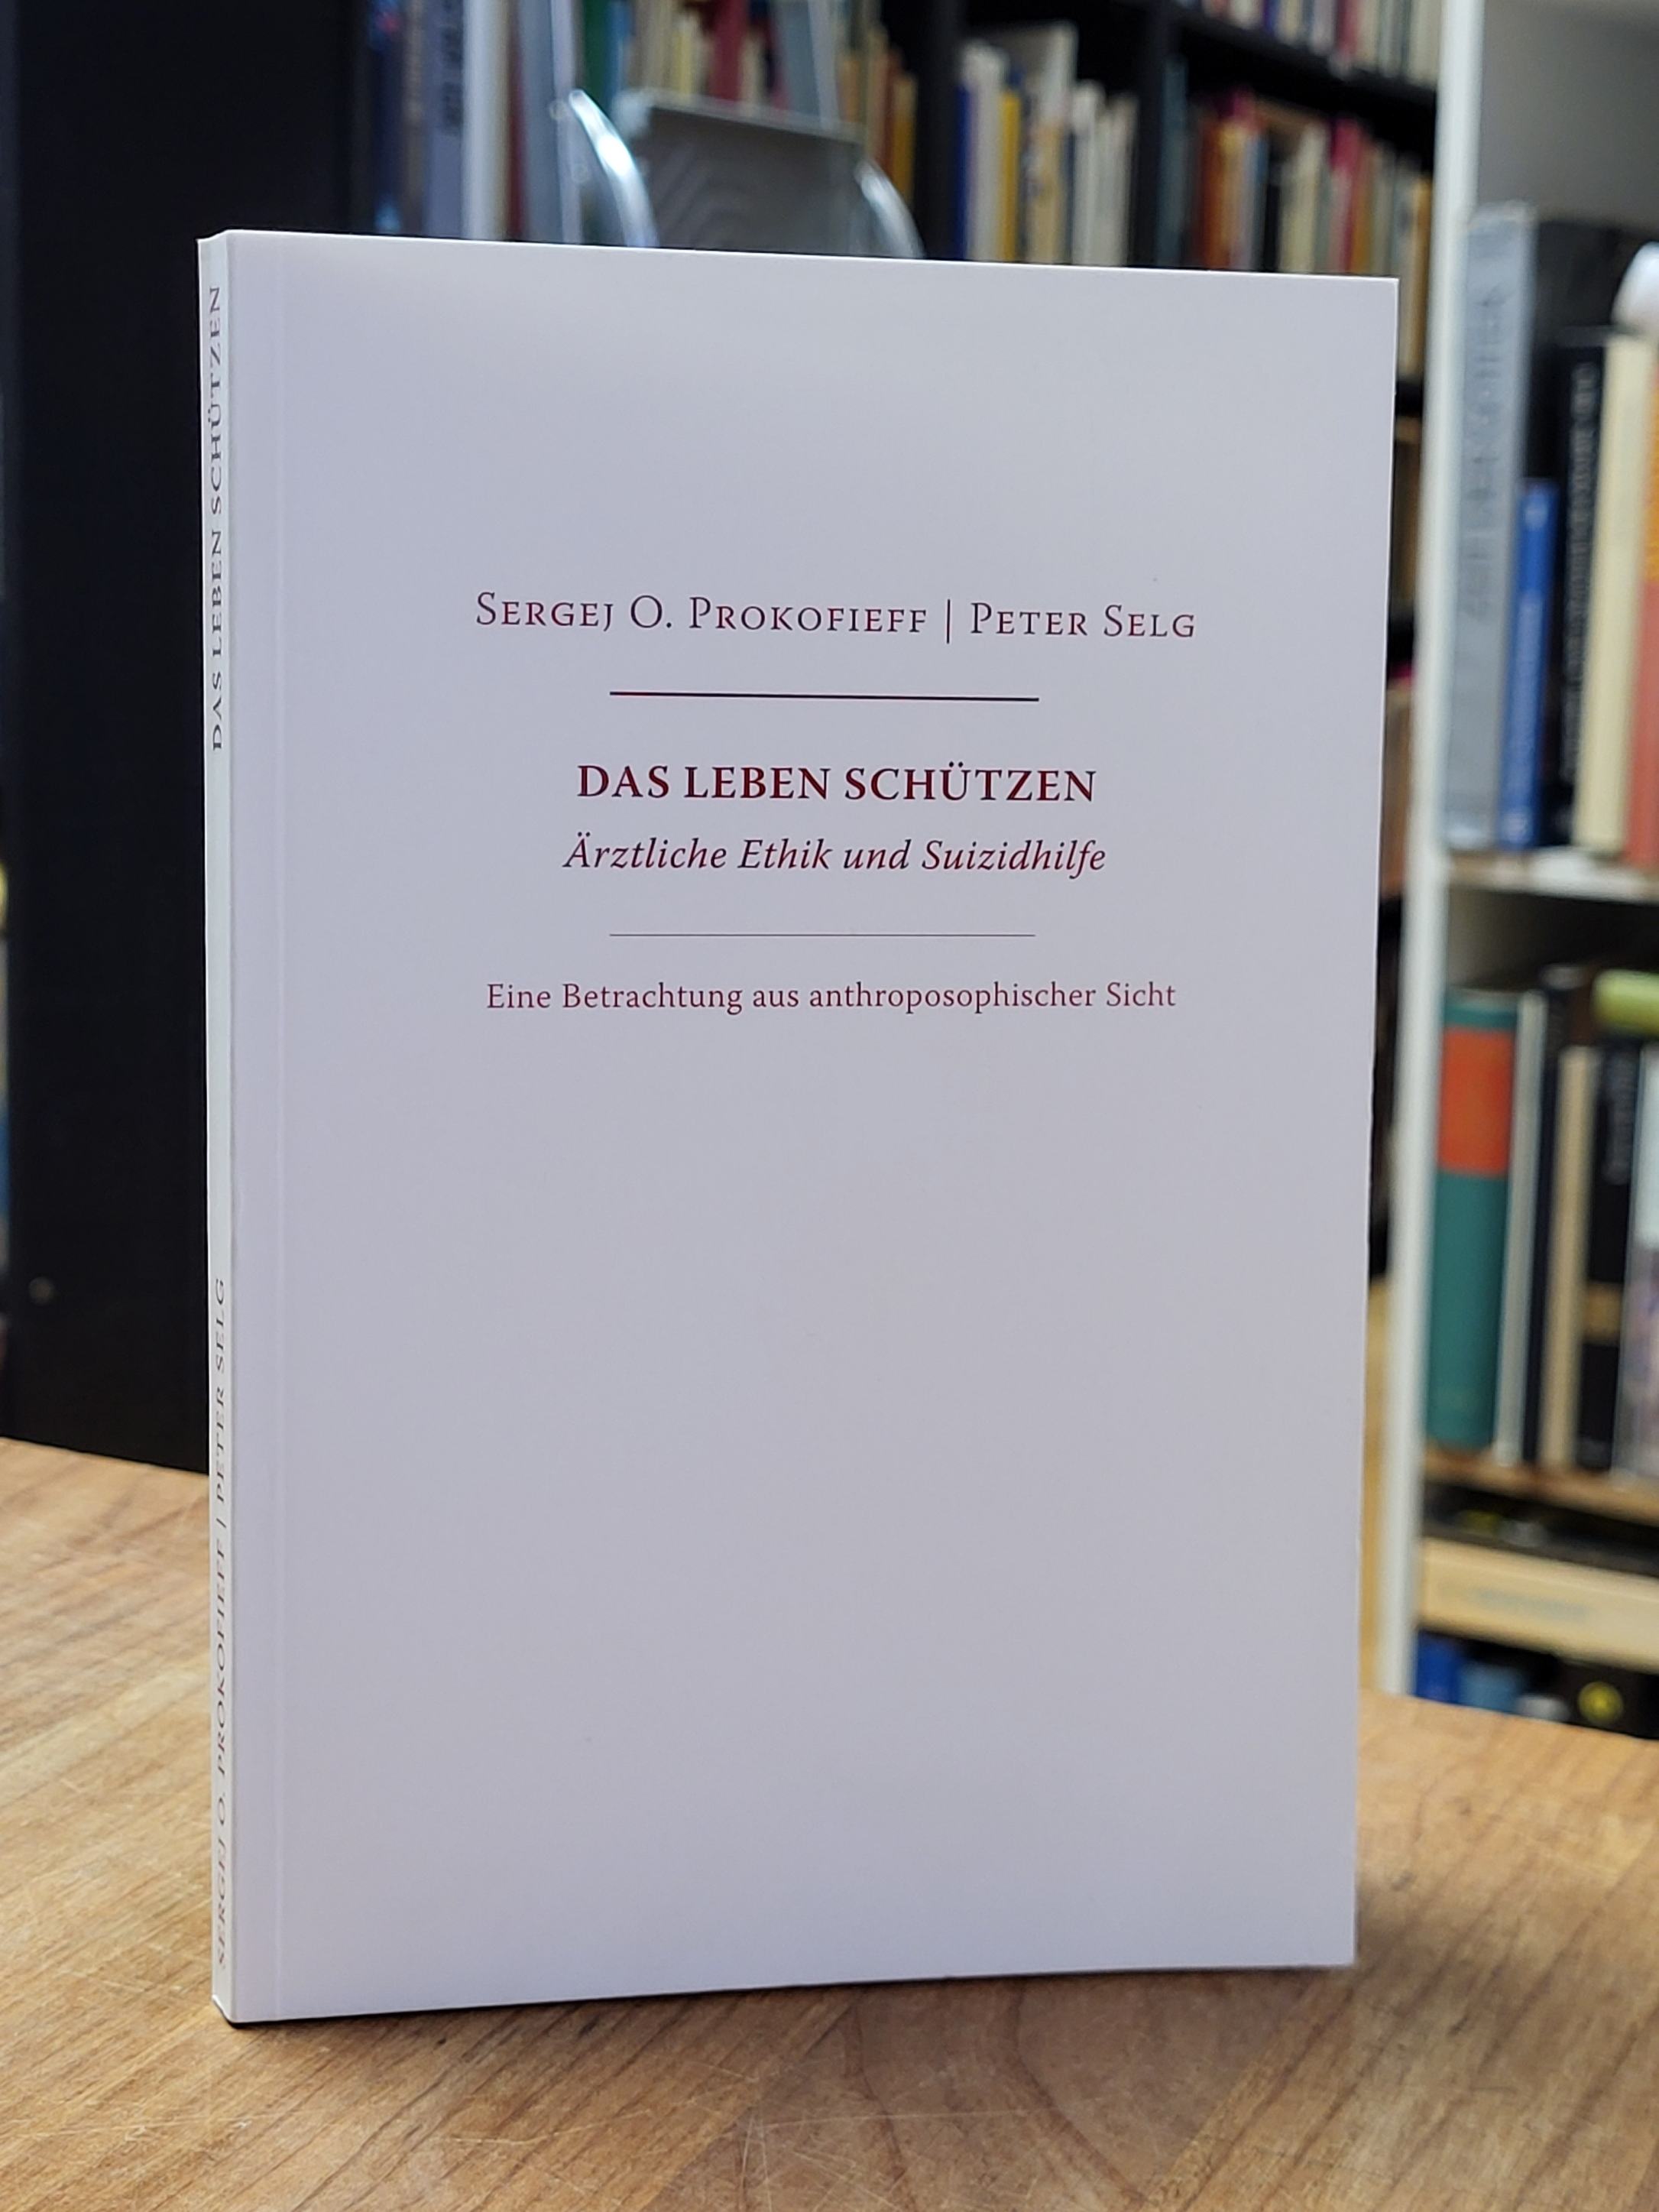 SERGEJ O. PROKOFIEFF | PETER SELG
DAS LEBEN SCHÜTZEN
Ärztliche Ethik und Suizidhilfe
Eine Betrachtung aus anthroposophischer Sicht
SERGEJ O. PROKOFIEFF | PETER SELG DAS LEBEN SCHÜTZEN